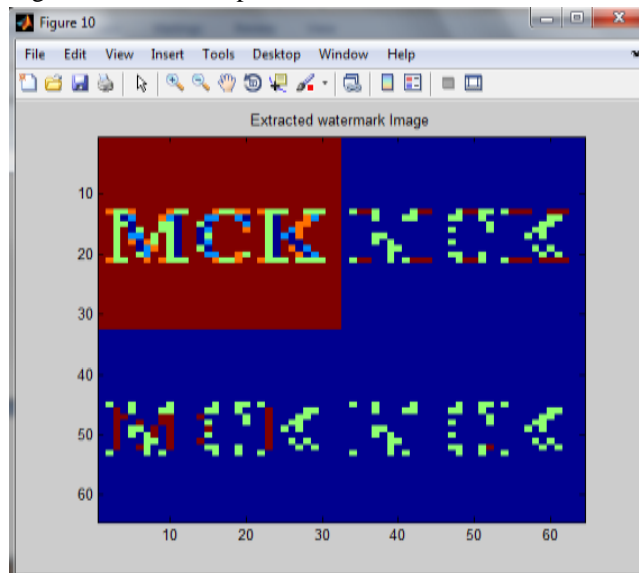 Figure 10
File Edit View Insert Tools Desktop Window Help
Extracted watermark Image
10
20
30
40
50
60
MCK
10 20 30 40 50 60